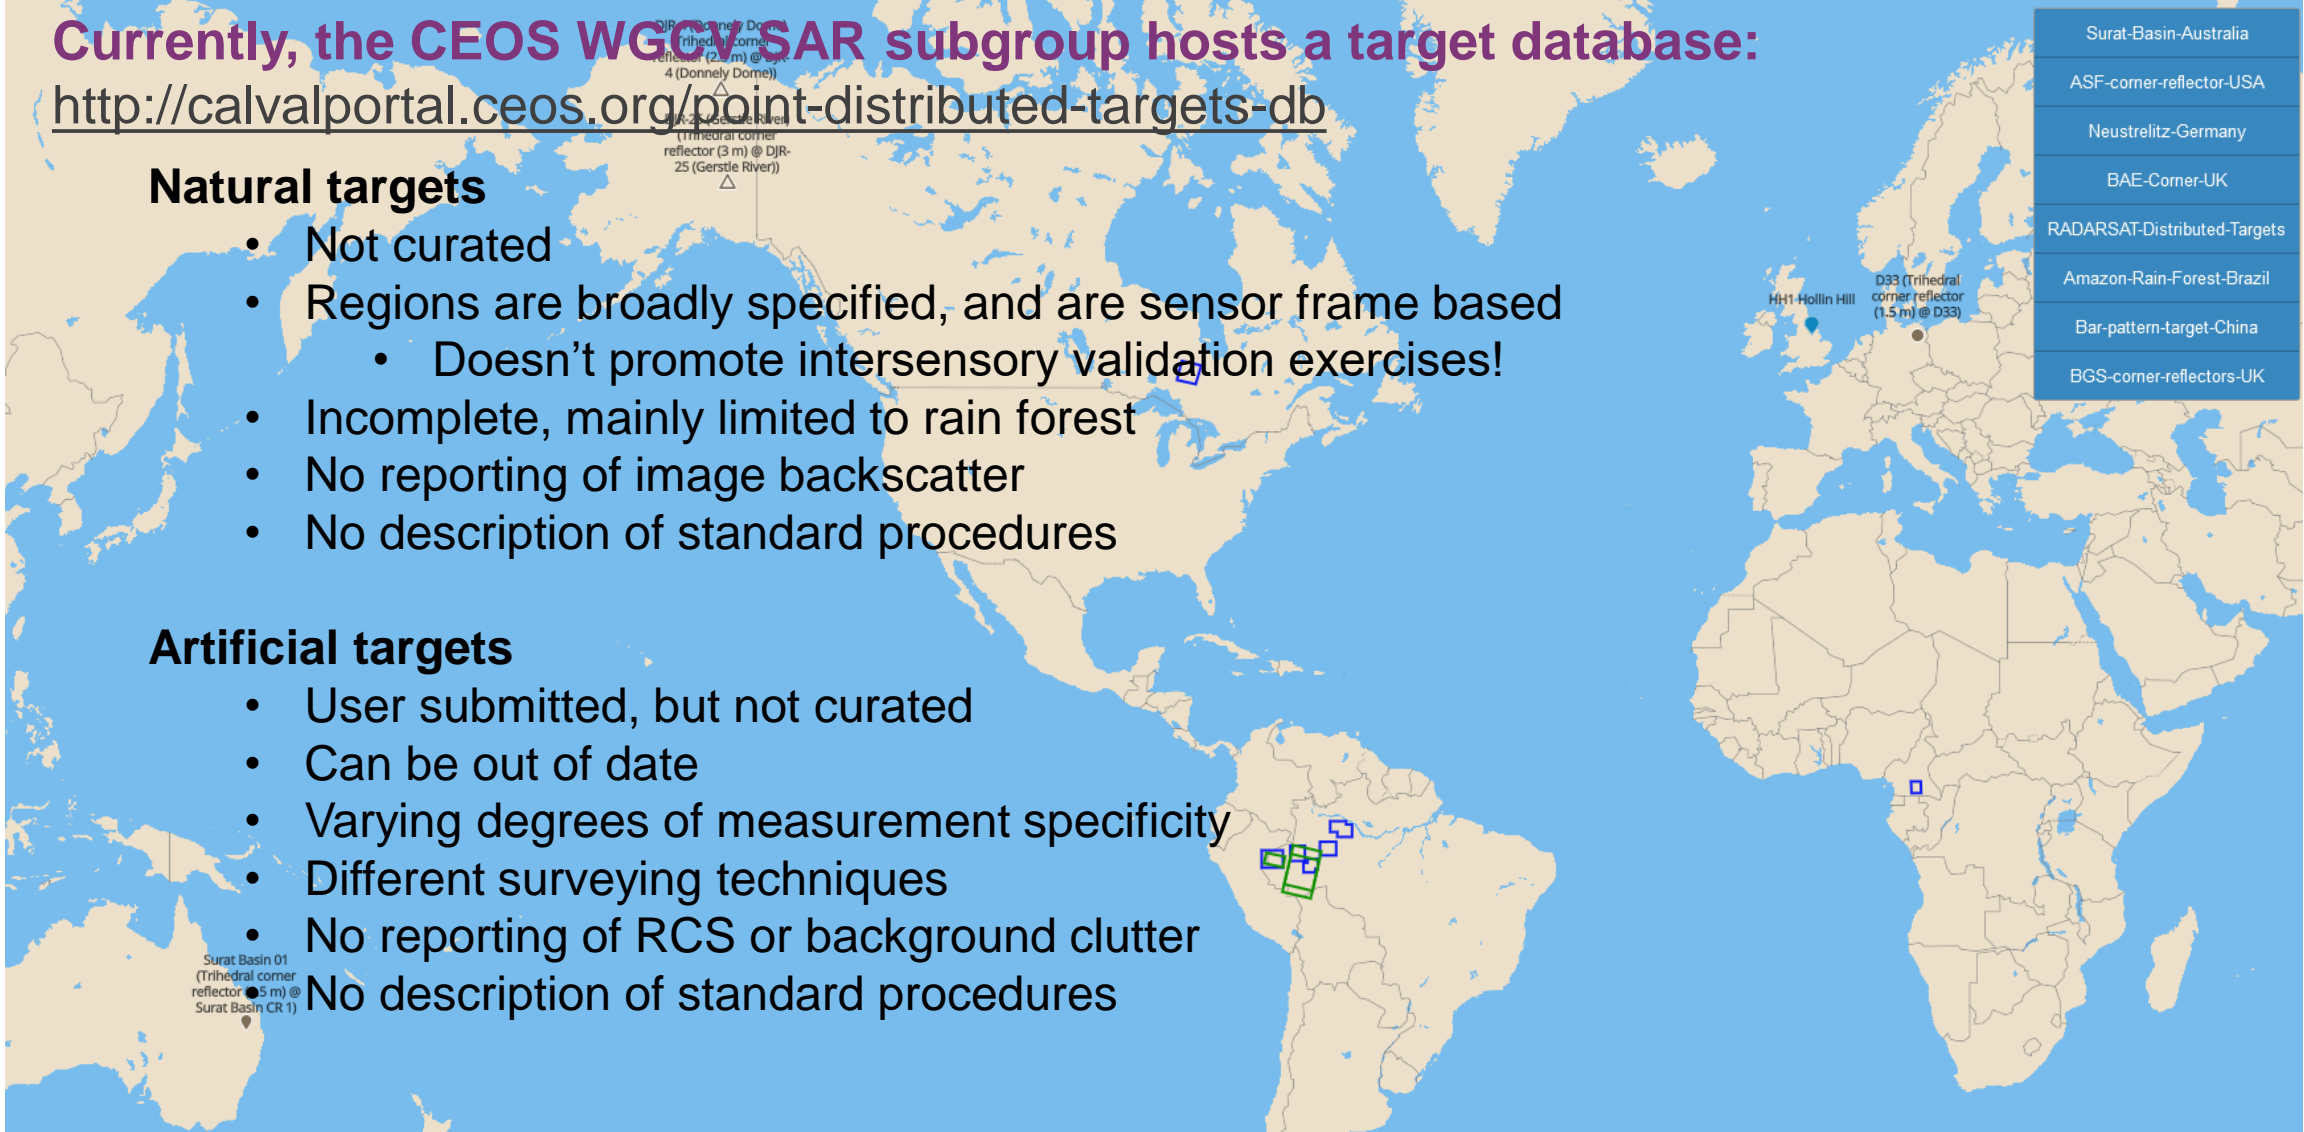 Currently, the CEOS WGCV SAR subgroup hosts a target database:
http://calvalportal.ceos.org/point-distributed-targets-db
Natural targets
• Not curated
• Regions are broadly specified, and are sensor frame based
• Doesn’t promote intersensory validation exercises!
• Incomplete, mainly limited to rain forest
• No reporting of image backscatter
• No description of standard procedures
Artificial targets
• User submitted, but not curated
• Can be out of date
• Varying degrees of measurement specificity
• Different surveying techniques
• No reporting of RCS or background clutter
• No description of standard procedures
4 (Donnely Dome))
(Trihedral corner
reflector (3 m) @ DJR-
25 (Gerstle River))
HH1 Hollin Hill
D33 (Trihedral
corner reflector
(1.5 m) @ D33)
Surat Basin 01
(Trihedral corner
reflector 5 m) @
Surat Basin CR 1)
Surat-Basin-Australia
ASF-corner-reflector-USA
Neustrelitz-Germany
BAE-Corner-UK
RADARSAT-Distributed-Targets
Amazon-Rain-Forest-Brazil
Bar-pattern-target-China
BGS-corner-reflectors-UK